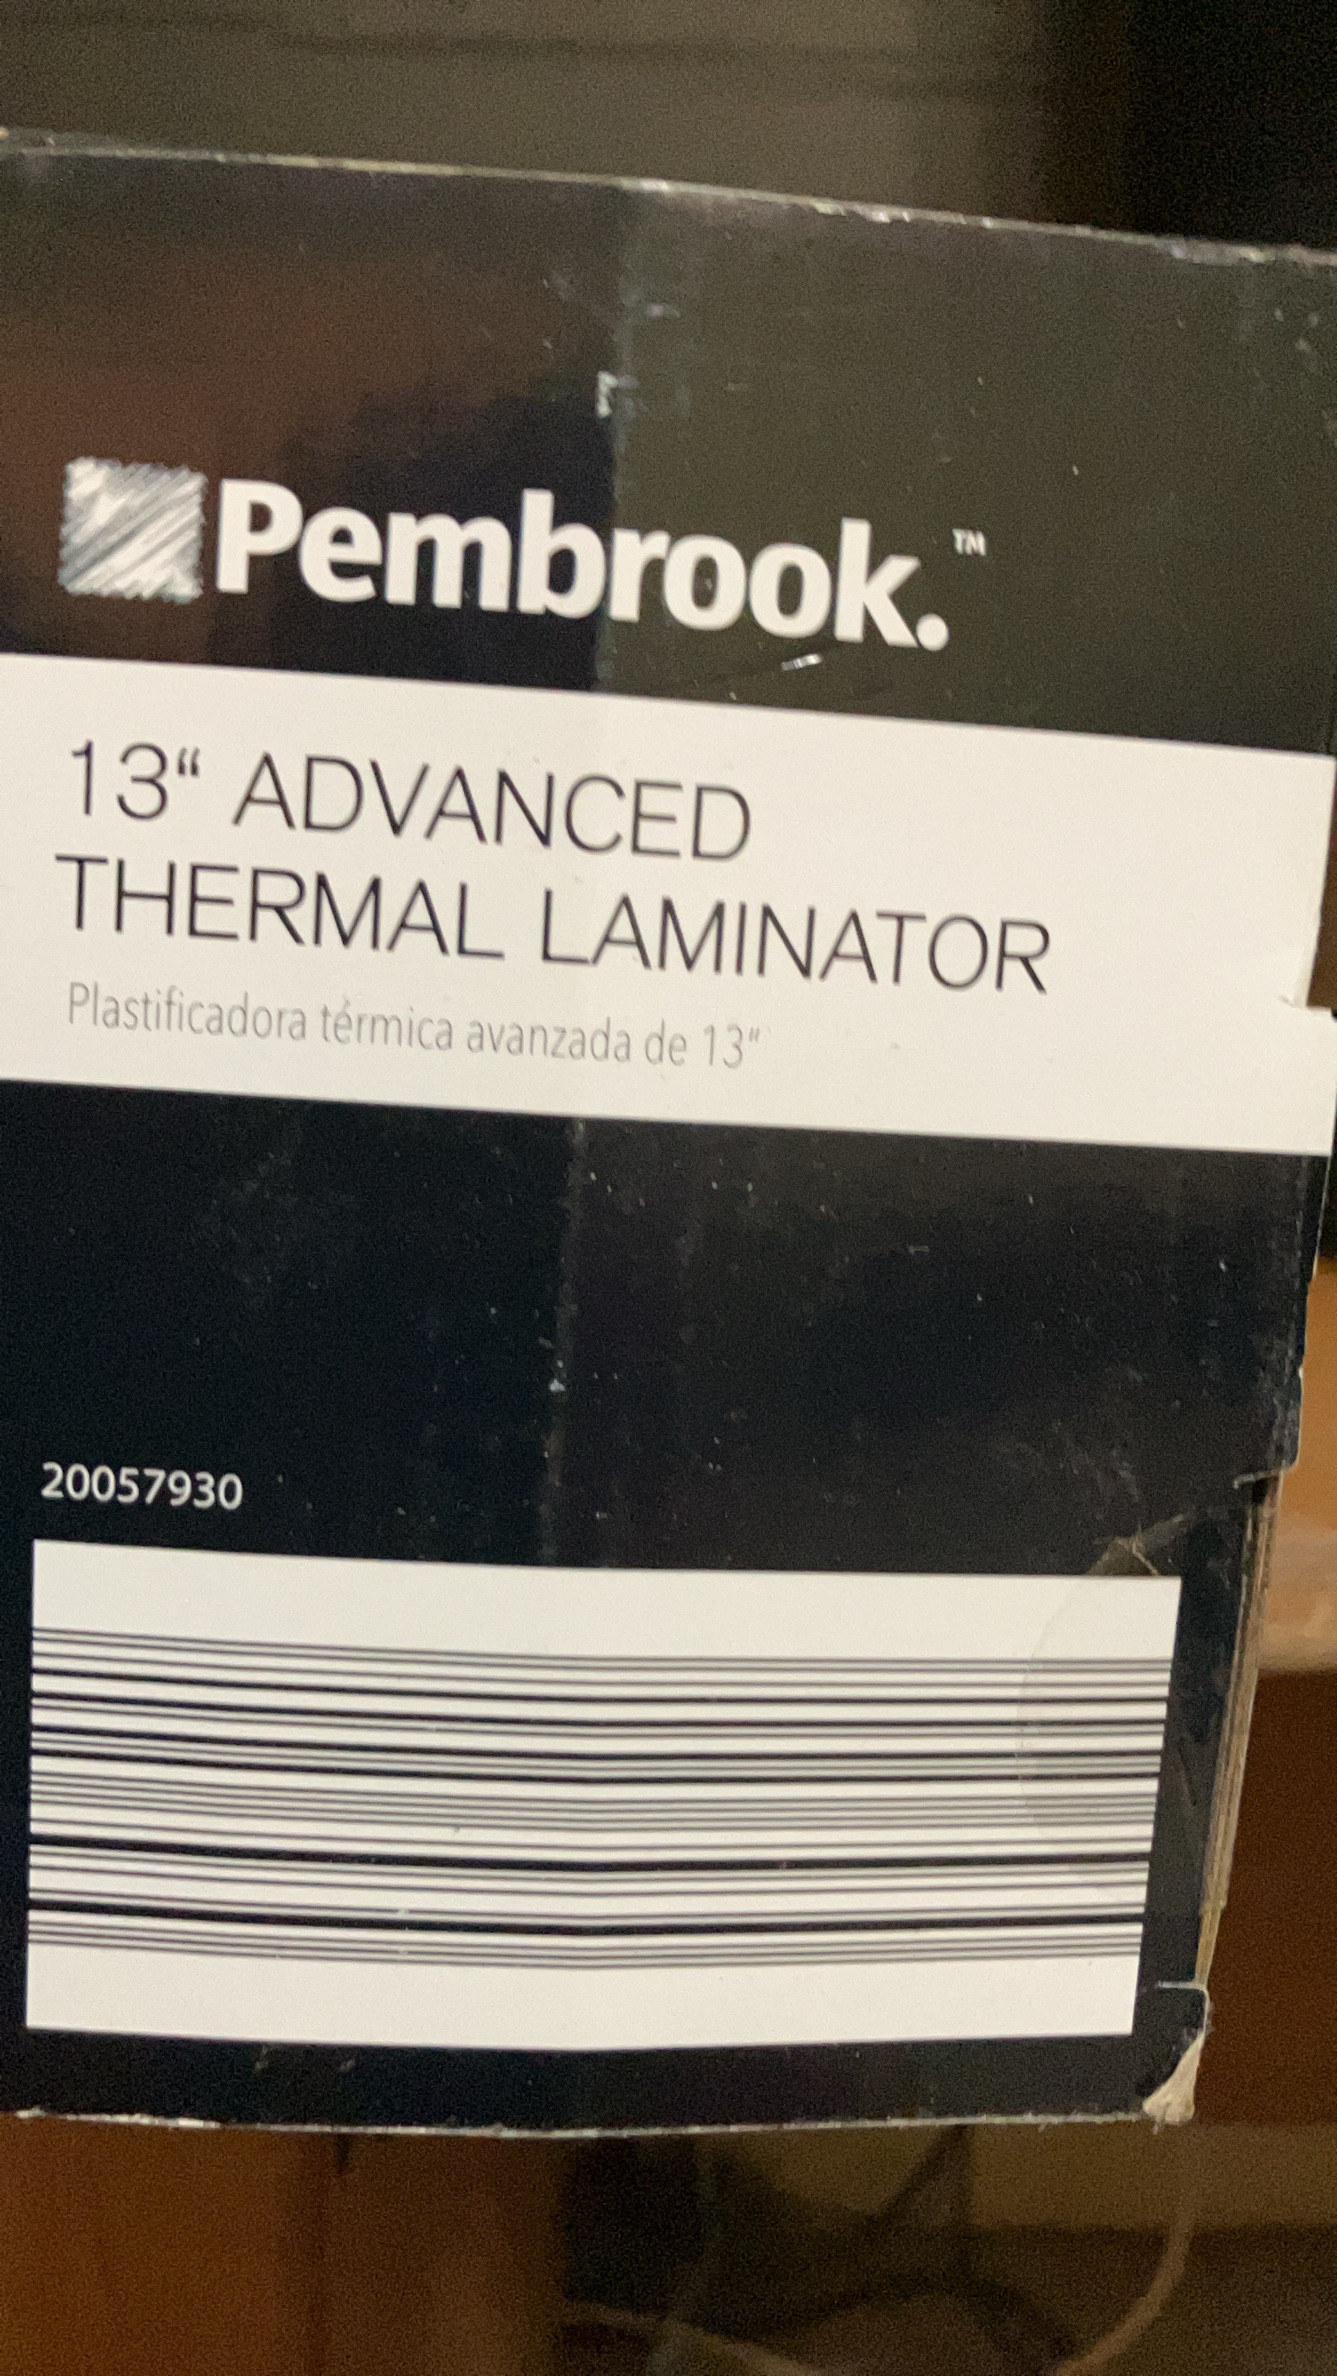 Pembrook.™
13“ ADVANCED
THERMAL LAMINATOR
Plastificadora térmica avanzada de 13"
20057930